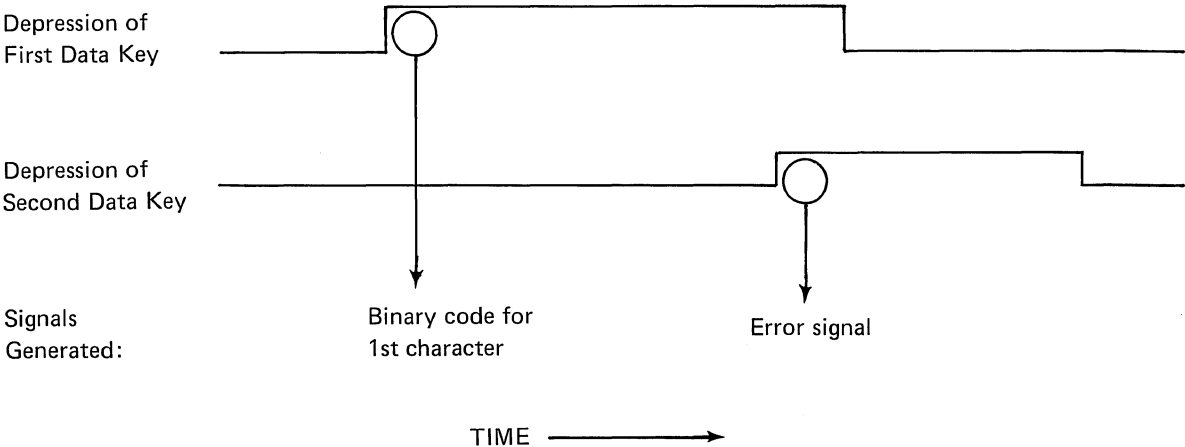 Depression of
First Data Key
Depression of
Second Data Key
Signals
Generated:
Binary code for
1st character
Error signal
TIME